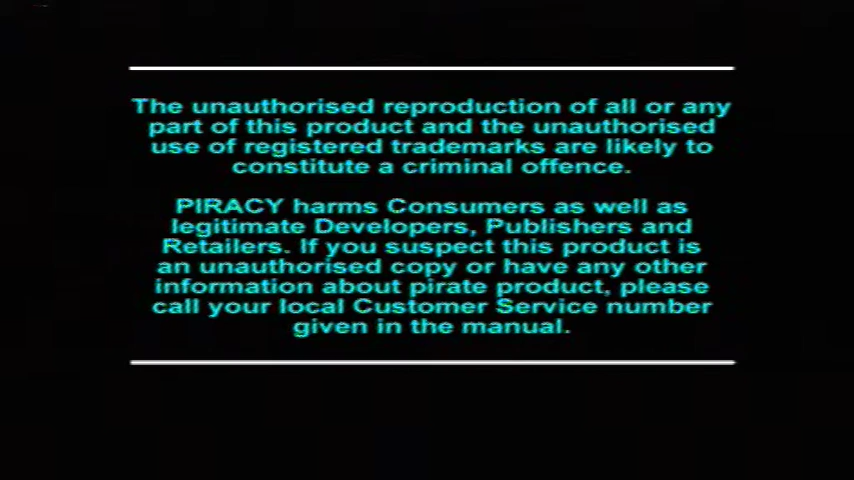 The unauthorised reproduction of all or any
part of this product and the unauthorised
use of registered trademarks are likely to
constitute a criminal offence.
PIRACY harms Consumers as well as
legitimate Developers, Publishers and
Retailers. If you suspect this product is
an unauthorised copy or have any other
information about pirate product, please
call your local Customer Service number
given in the manual.